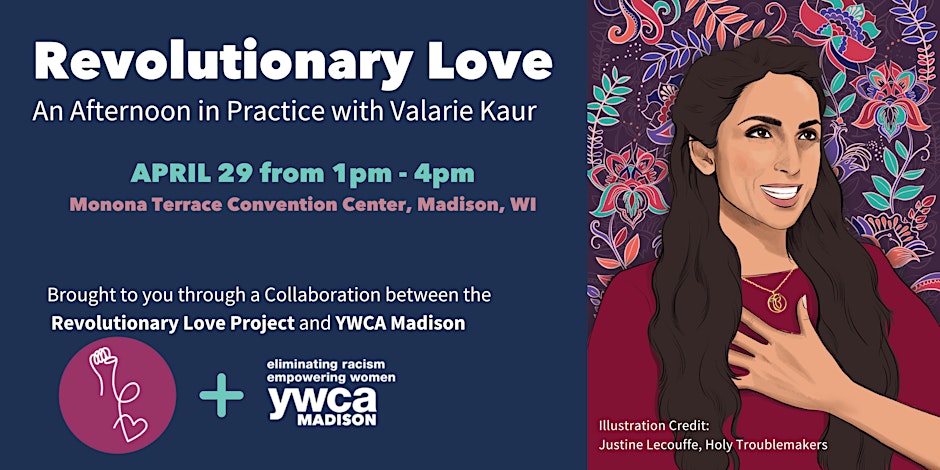 Revolutionary Love
An Afternoon in Practice with Valarie Kaur
APRIL 29 from 1pm - 4pm
Monona Terrace Convention Center, Madison, WI
Brought to you through a Collaboration between the
Revolutionary Love Project and YWCA Madison
+
eliminating racism
empowering women
ywca
MADISON
Illustration Credit:
Justine Lecouffe, Holy Troublemakers